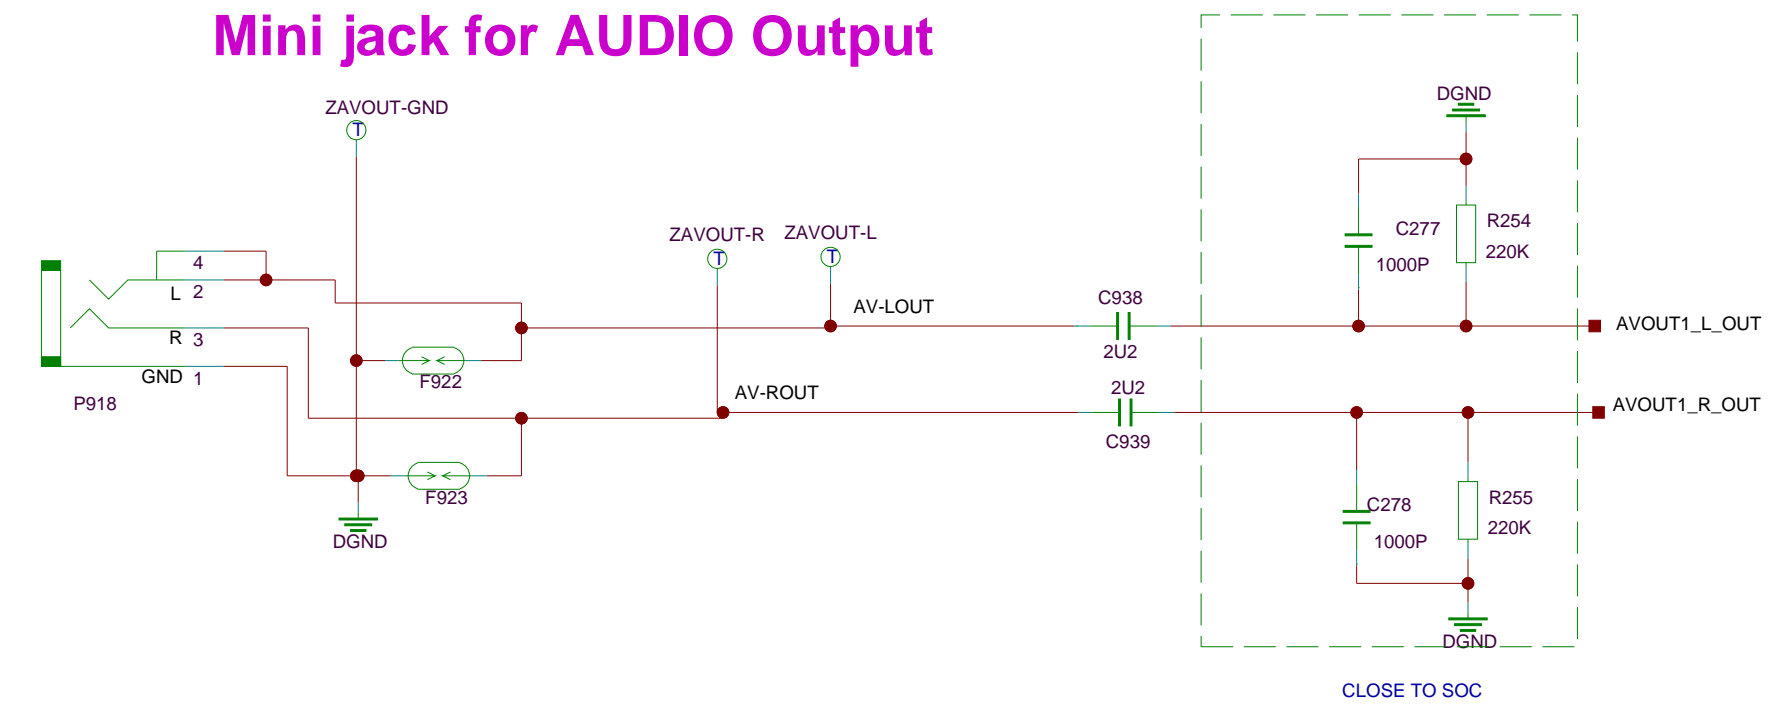 Mini jack for AUDIO Output
DGND
ZAVOUT-GND
T
ZAVOUT-R
ZAVOUT-L
T
T
C277
1000P
R254
220K
4
L 2
R 3
GND 1
P918
AV-LOUT
C938
2U2
AVOUT1_L_OUT
F922
AV-ROUT
2U2
C939
AVOUT1_R_OUT
F923
DGND
C278
1000P
R255
220K
DGND
CLOSE TO SOC